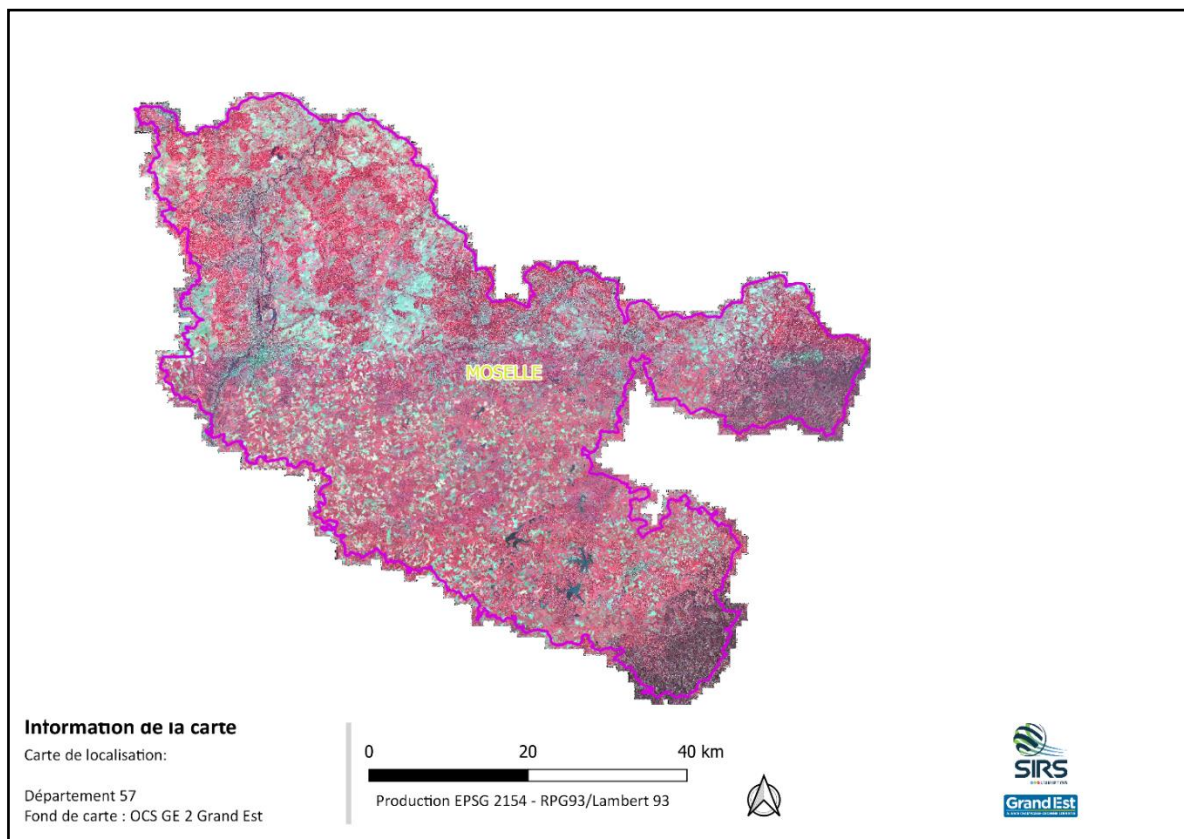 MOSELLE
Information de la carte
Carte de localisation:
Département 57
Fond de carte : OCS GE 2 Grand Est
0 20 40 km
Production EPSG 2154 - RPG93/Lambert 93
SIRS
Grand Est